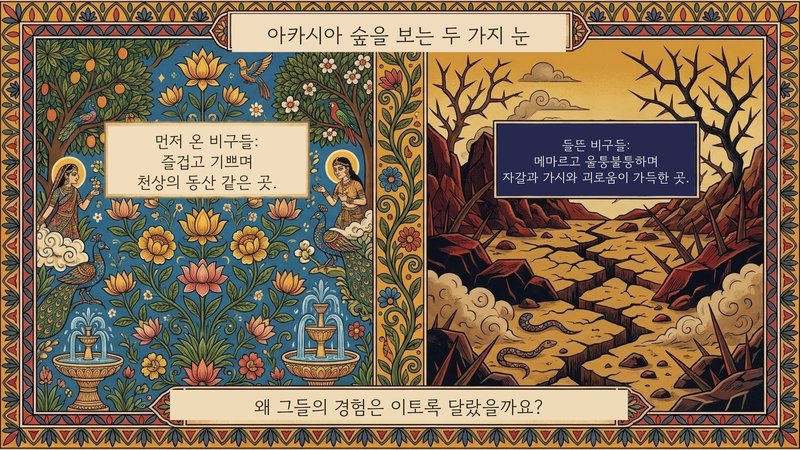 아카시아 숲을 보는 두 가지 눈
먼저 온 비구들:
즐겁고 기쁘며
천상의 동산 같은 곳.
들뜬 비구들:
메마르고 울퉁불퉁하며
자갈과 가시와 괴로움이 가득한 곳.
왜 그들의 경험은 이토록 달랐을까요?